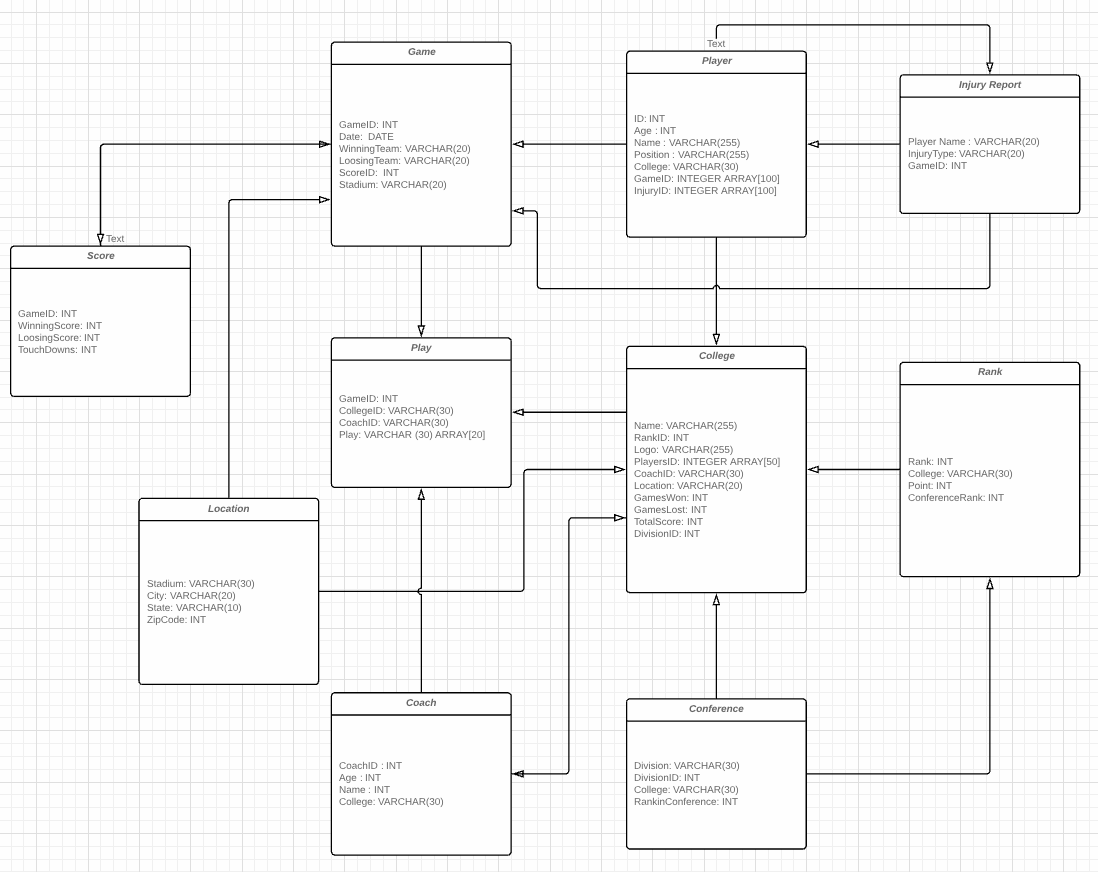 Game
GameID: INT
Date:  DATE
WinningTeam: VARCHAR(20)
LoosingTeam: VARCHAR(20)
ScoreID:  INT
Stadium: VARCHAR(20)
Text
Player
ID: INT
Age : INT
Name : VARCHAR(255)
Position : VARCHAR(255)
College: VARCHAR(30)
GameID: INTEGER ARRAY[100]
InjuryID: INTEGER ARRAY[100]
Injury Report
Player Name : VARCHAR(20)
InjuryType: VARCHAR(20)
GameID: INT
Text
Score
GameID: INT
WinningScore: INT
LoosingScore: INT
TouchDowns: INT
Play
GameID: INT
CollegeID: VARCHAR(30)
CoachID: VARCHAR(30)
Play: VARCHAR (30) ARRAY[20]
College
Name: VARCHAR(255)
RankID: INT
Logo: VARCHAR(255)
PlayersID: INTEGER ARRAY[50]
CoachID: VARCHAR(30)
Location: VARCHAR(20)
GamesWon: INT
GamesLost: INT
TotalScore: INT
DivisionID: INT
Rank
Rank: INT
College: VARCHAR(30)
Point: INT
ConferenceRank: INT
Location
Stadium: VARCHAR(30)
City: VARCHAR(20)
State: VARCHAR(10)
ZipCode: INT
Coach
CoachID : INT
Age : INT
Name : INT
College: VARCHAR(30)
Conference
Division: VARCHAR(30)
DivisionID: INT
College: VARCHAR(30)
RankinConference: INT